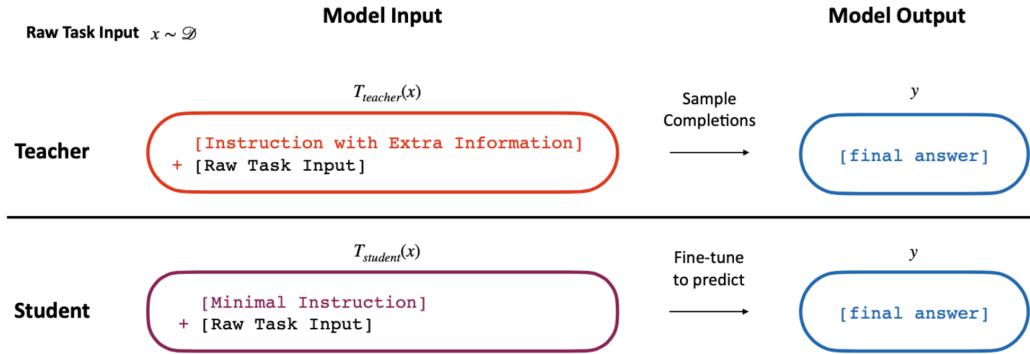 Model Input
Model Output
Raw Task Input x ∼ 𝒟
T_teacher(x)
Sample
Completions
y
Teacher
[Instruction with Extra Information]
+ [Raw Task Input]
[final answer]
T_student(x)
Fine-tune
to predict
y
Student
[Minimal Instruction]
+ [Raw Task Input]
[final answer]